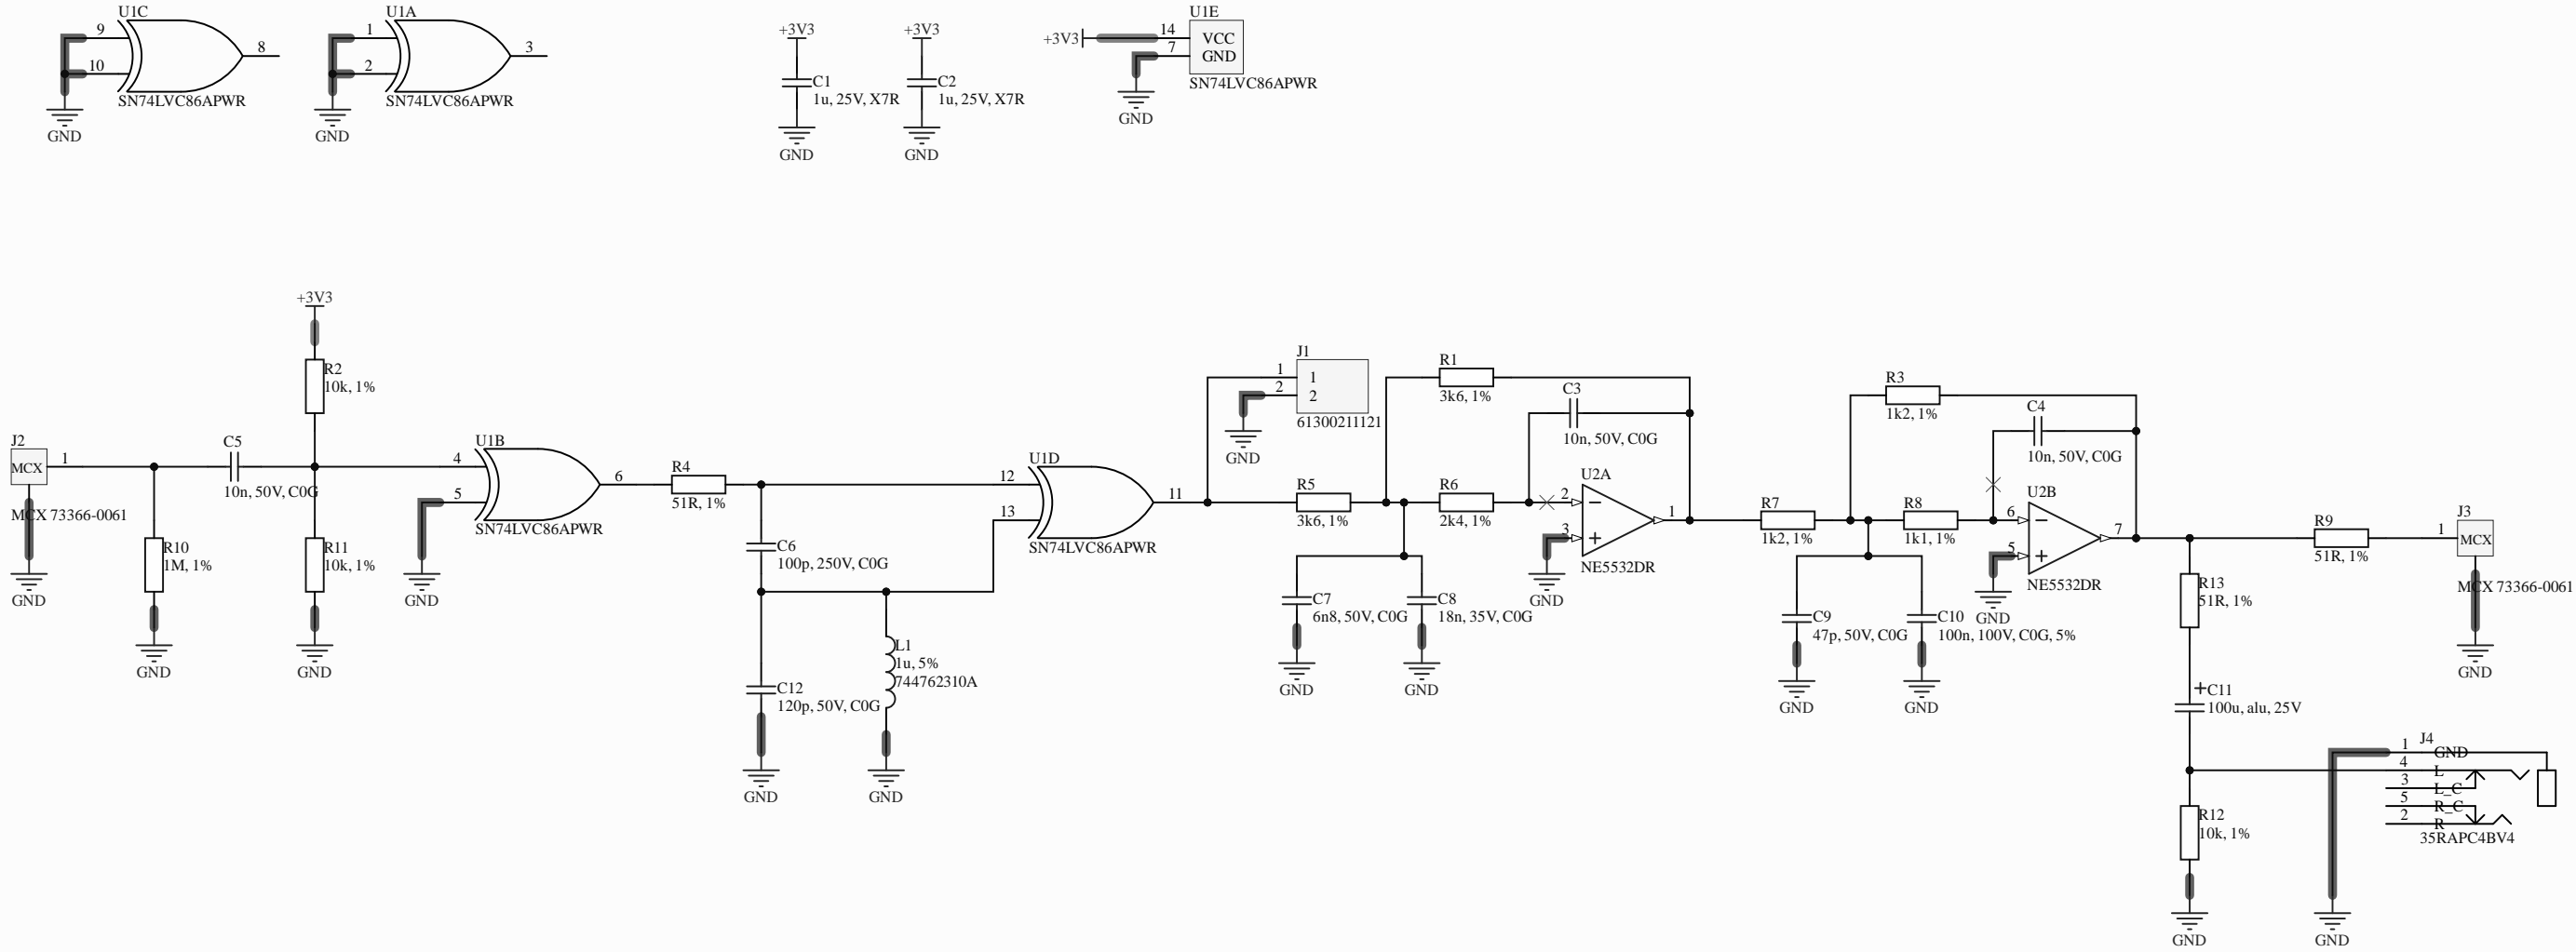 U1C
9
10
8
SN74LVC86APWR
GND
U1A
1
2
3
SN74LVC86APWR
GND
+3V3
C1
1u, 25V, X7R
GND
+3V3
C2
1u, 25V, X7R
GND
U1E
+3V3
14
VCC
7
GND
SN74LVC86APWR
GND
J2
MCX
1
MCX 73366-0061
GND
R10
1M, 1%
GND
C5
10n, 50V, C0G
+3V3
R2
10k, 1%
R11
10k, 1%
GND
U1B
4
5
6
SN74LVC86APWR
GND
R4
51R, 1%
C6
100p, 250V, C0G
C12
120p, 50V, C0G
GND
L1
1u, 5%
744762310A
GND
U1D
12
13
11
SN74LVC86APWR
J1
1
1
2
2
61300211121
GND
R5
3k6, 1%
R1
3k6, 1%
R6
2k4, 1%
C7
6n8, 50V, C0G
GND
C8
18n, 35V, C0G
GND
C3
10n, 50V, C0G
U2A
2
3
1
NE5532DR
GND
R7
1k2, 1%
R3
1k2, 1%
R8
1k1, 1%
C9
47p, 50V, C0G
GND
C10
100n, 100V, C0G, 5%
GND
C4
10n, 50V, C0G
U2B
6
5
7
NE5532DR
GND
R9
51R, 1%
J3
1
MCX
MCX 73366-0061
GND
R13
51R, 1%
+
C11
100u, alu, 25V
R12
10k, 1%
GND
J4
1
GND
4
L
3
L_C
5
R_C
2
R
35RAPC4BV4
GND